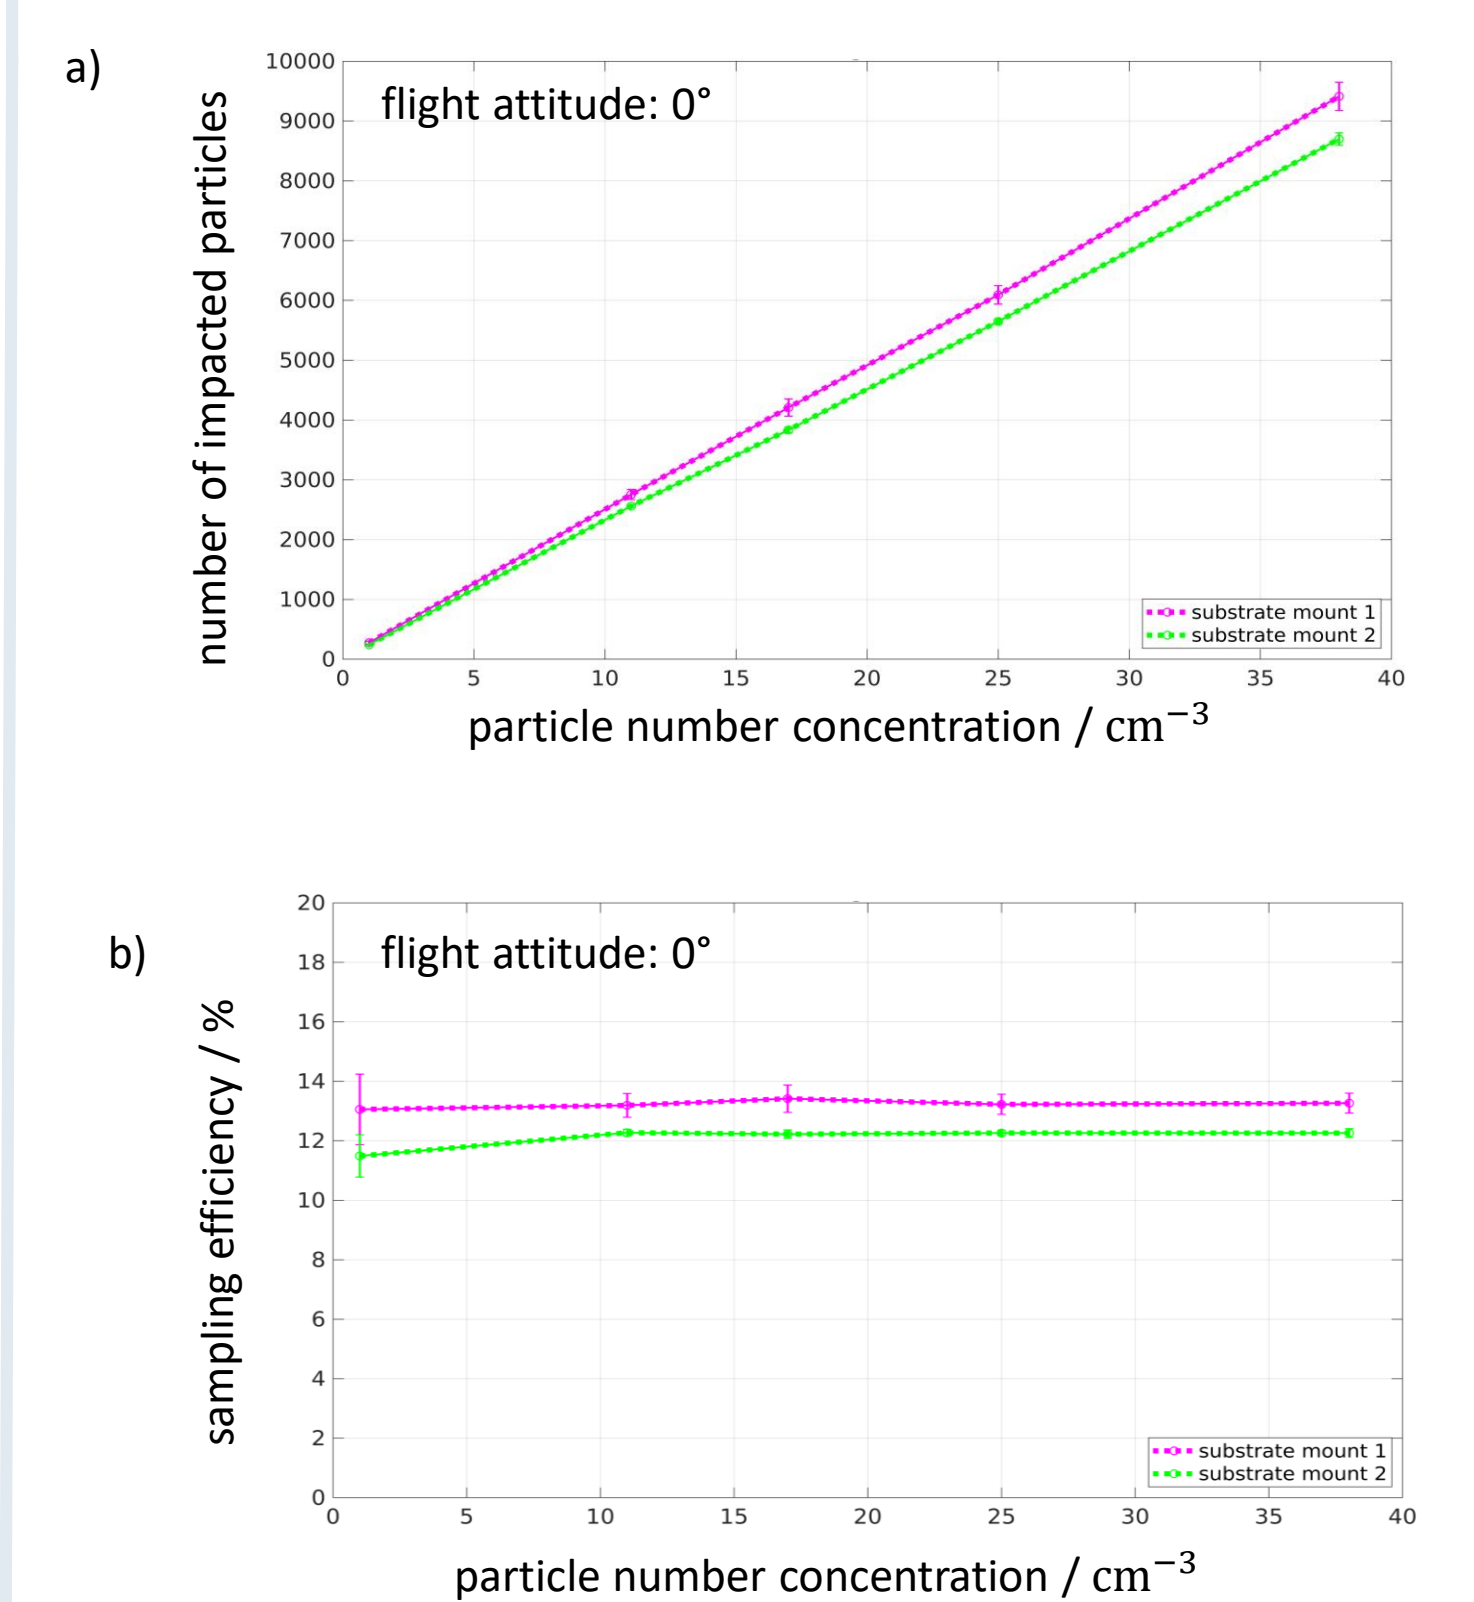 a)
flight attitude: 0°
number of impacted particles
10000
9000
8000
7000
6000
5000
4000
3000
2000
1000
0
0 5 10 15 20 25 30 35 40
substrate mount 1
substrate mount 2
particle number concentration / cm⁻³
b)
flight attitude: 0°
sampling efficiency / %
20
18
16
14
12
10
8
6
4
2
0
0 5 10 15 20 25 30 35 40
substrate mount 1
substrate mount 2
particle number concentration / cm⁻³